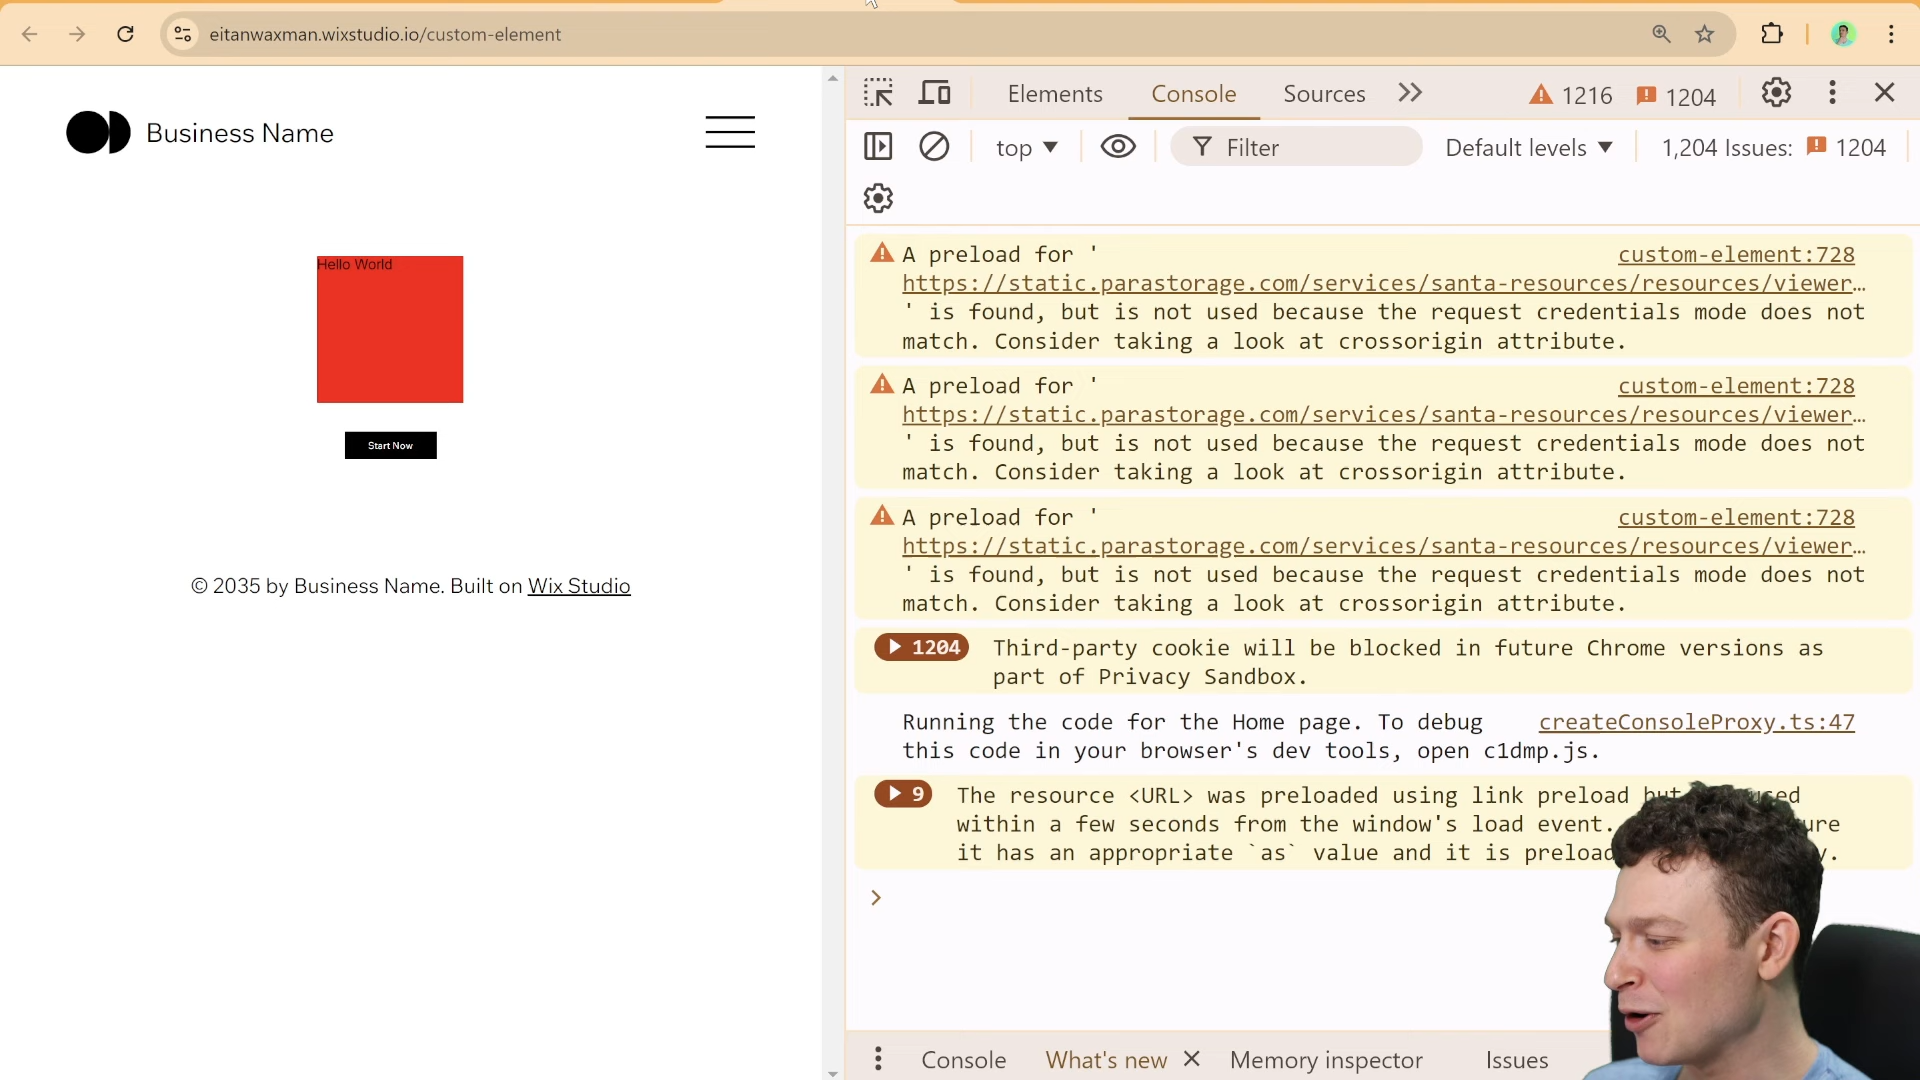 eitanwaxman.wixstudio.io/custom-element
Business Name
Hello World
Start Now
© 2035 by Business Name. Built on Wix Studio
Elements
Console
Sources
1216
1204
top
Filter
Default levels
1,204 Issues:
1204
A preload for '
custom-element:728
https://static.parastorage.com/services/santa-resources/resources/viewer…
' is found, but is not used because the request credentials mode does not
match. Consider taking a look at crossorigin attribute.
A preload for '
custom-element:728
https://static.parastorage.com/services/santa-resources/resources/viewer…
' is found, but is not used because the request credentials mode does not
match. Consider taking a look at crossorigin attribute.
A preload for '
custom-element:728
https://static.parastorage.com/services/santa-resources/resources/viewer…
' is found, but is not used because the request credentials mode does not
match. Consider taking a look at crossorigin attribute.
1204
Third-party cookie will be blocked in future Chrome versions as
part of Privacy Sandbox.
Running the code for the Home page. To debug
createConsoleProxy.ts:47
this code in your browser's dev tools, open c1dmp.js.
9
The resource <URL> was preloaded using link preload but
within a few seconds from the window's load event.
it has an appropriate `as` value and it is
Console
What's new
Memory inspector
Issues